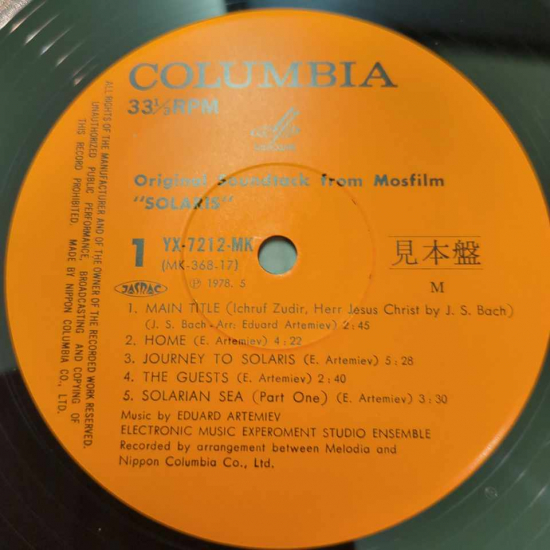 COLUMBIA
33⅓RPM
Original Soundtack from Mosfilm
"SOLARIS"
1 YX-7212-MK
(MK-368-17)
JASRAC
Ⓟ 1978. 5
見本盤
M
1. MAIN TITLE (Ichruf Zudir, Herr Jesus Christ by J. S. Bach)
(J. S. Bach-Arr: Eduard Artemiev) 2:45
2. HOME (E. Artemiev) 4:22
3. JOURNEY TO SOLARIS (E. Artemiev) 5:28
4. THE GUESTS (E. Artemiev) 2:40
5. SOLARIAN SEA (Part One) (E. Artemiev) 3:30
Music by EDUARD ARTEMIEV
ELECTRONIC MUSIC EXPEROMENT STUDIO ENSEMBLE
Recorded by arrangement between Melodia and
Nippon Columbia Co., Ltd.
ALL RIGHTS OF THE MANUFACTURER AND OF THE OWNER OF THE RECORDED WORK RESERVED.
UNAUTHORIZED PUBLIC PERFORMANCE, BROADCASTING AND COPYING OF
THIS RECORD PROHIBITED. MADE BY NIPPON COLUMBIA CO., LTD.